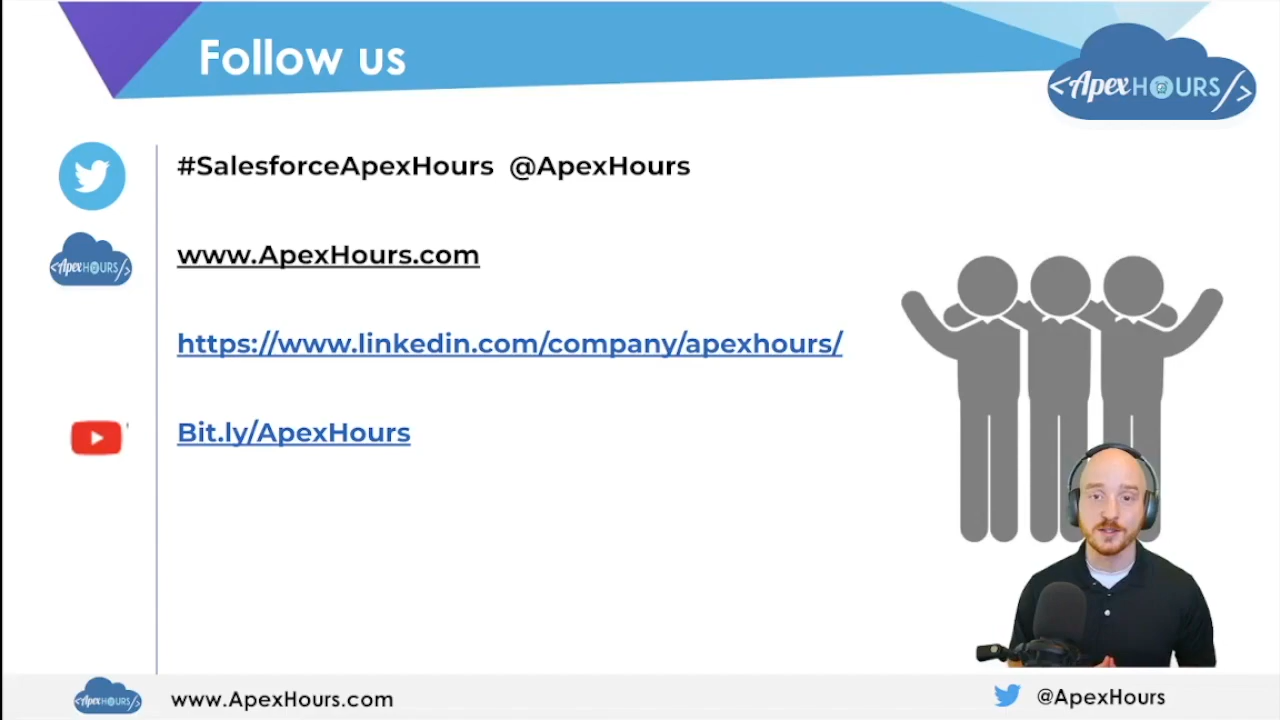 Follow us
<ApexHOURS/>
#SalesforceApexHours @ApexHours
www.ApexHours.com
<ApexHOURS/>
https://www.linkedin.com/company/apexhours/
Bit.ly/ApexHours
<ApexHOURS/>
www.ApexHours.com
@ApexHours